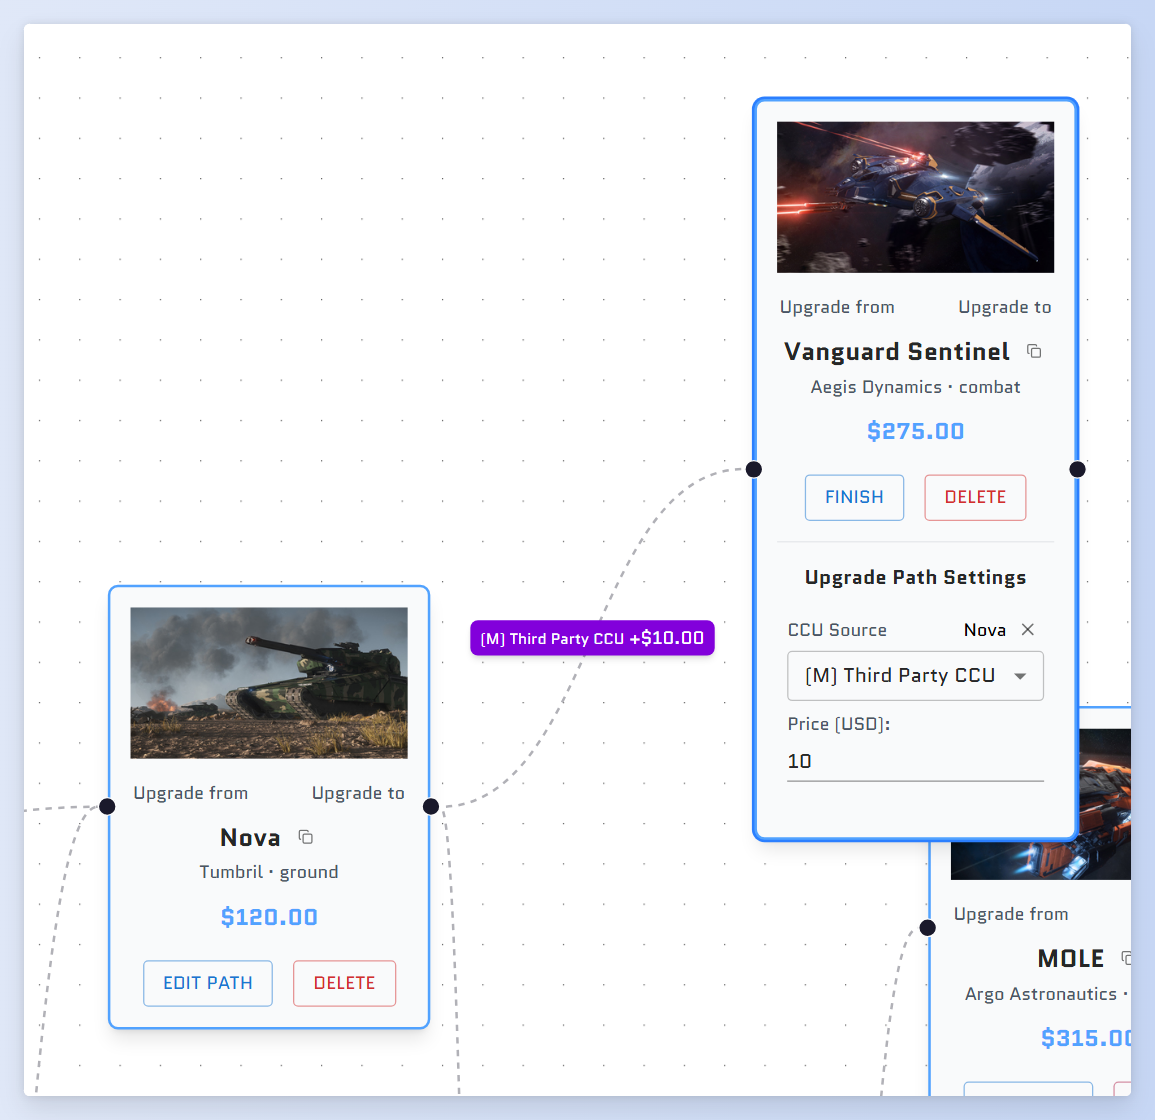 Upgrade from Upgrade to
Vanguard Sentinel
Aegis Dynamics • combat
$275.00
FINISH DELETE
Upgrade Path Settings
CCU Source Nova
(M) Third Party CCU
Price (USD):
10
(M) Third Party CCU +$10.00
Upgrade from Upgrade to
Nova
Tumbril • ground
$120.00
EDIT PATH DELETE
Upgrade from
MOLE
Argo Astronautics •
$315.00